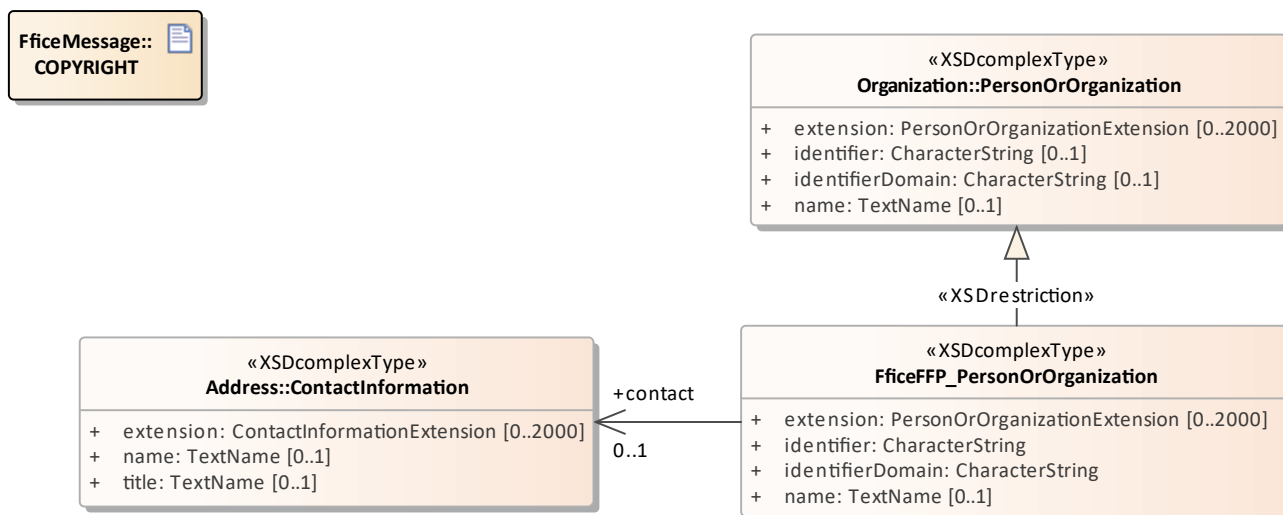 FficeMessage::
COPYRIGHT
«XSDcomplexType»
Organization::PersonOrOrganization
+ extension: PersonOrOrganizationExtension [0..2000]
+ identifier: CharacterString [0..1]
+ identifierDomain: CharacterString [0..1]
+ name: TextName [0..1]
«XSDrestriction»
«XSDcomplexType»
Address::ContactInformation
+ extension: ContactInformationExtension [0..2000]
+ name: TextName [0..1]
+ title: TextName [0..1]
+contact
0..1
«XSDcomplexType»
FficeFFP_PersonOrOrganization
+ extension: PersonOrOrganizationExtension [0..2000]
+ identifier: CharacterString
+ identifierDomain: CharacterString
+ name: TextName [0..1]